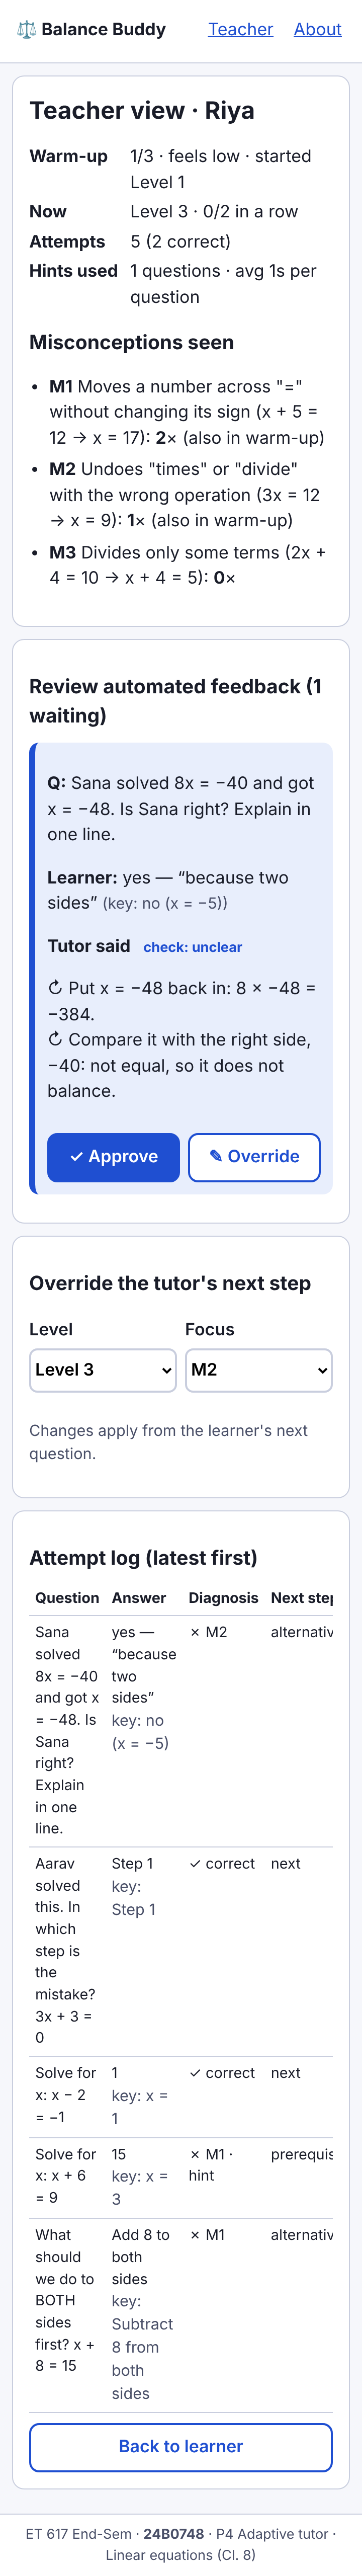 ⚖️ Balance Buddy Teacher About
Teacher view · Riya
Warm-up 1/3 · feels low · started
Level 1
Now Level 3 · 0/2 in a row
Attempts 5 (2 correct)
Hints used 1 questions · avg 1s per
question
Misconceptions seen
• M1 Moves a number across "="
without changing its sign (x + 5 =
12 → x = 17): 2× (also in warm-up)
• M2 Undoes "times" or "divide"
with the wrong operation (3x = 12
→ x = 9): 1× (also in warm-up)
• M3 Divides only some terms (2x +
4 = 10 → x + 4 = 5): 0×
Review automated feedback (1
waiting)
Q: Sana solved 8x = −40 and got
x = −48. Is Sana right? Explain in
one line.
Learner: yes — “because two
sides” (key: no (x = −5))
Tutor said check: unclear
↻ Put x = −48 back in: 8 × −48 =
−384.
↻ Compare it with the right side,
−40: not equal, so it does not
balance.
✓ Approve ✎ Override
Override the tutor's next step
Level Focus
Level 3 M2
Changes apply from the learner's next
question.
Attempt log (latest first)
Question Answer Diagnosis Next step
Sana yes — × M2 alternativ
solved “because
8x = −40 two
and got x sides”
= −48. Is key: no
Sana (x = −5)
right?
Explain
in one
line.
Aarav Step 1 ✓ correct next
solved key:
this. In Step 1
which
step is
the
mistake?
3x + 3 =
0
Solve for 1 ✓ correct next
x: x − 2 key: x =
= −1 1
Solve for 15 × M1 · prerequis
x: x + 6 key: x = hint
= 9 3
What Add 8 to × M1 alternativ
should both
we do to sides
BOTH key:
sides Subtract
first? x + 8 from
8 = 15 both
sides
Back to learner
ET 617 End-Sem · 24B0748 · P4 Adaptive tutor ·
Linear equations (Cl. 8)